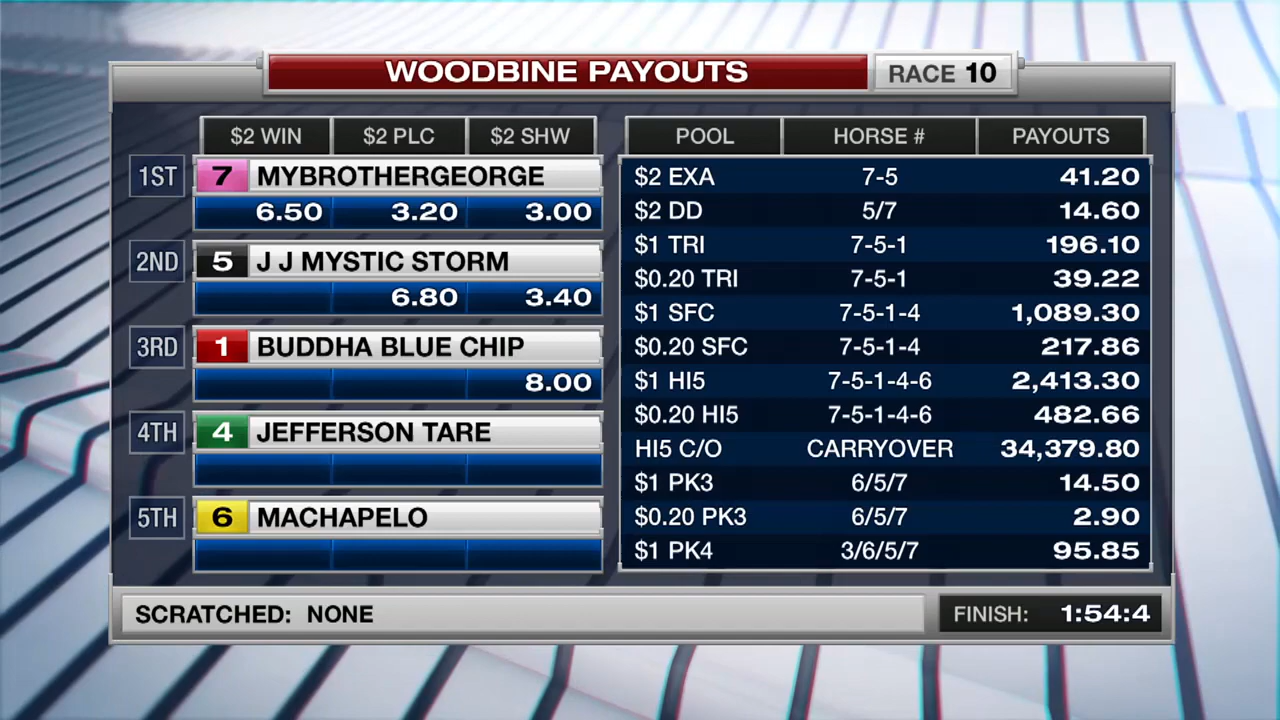 WOODBINE PAYOUTS RACE 10
$2 WIN $2 PLC $2 SHW
1ST 7 MYBROTHERGEORGE
6.50 3.20 3.00
2ND 5 J J MYSTIC STORM
6.80 3.40
3RD 1 BUDDHA BLUE CHIP
8.00
4TH 4 JEFFERSON TARE
5TH 6 MACHAPELO
POOL HORSE # PAYOUTS
$2 EXA 7-5 41.20
$2 DD 5/7 14.60
$1 TRI 7-5-1 196.10
$0.20 TRI 7-5-1 39.22
$1 SFC 7-5-1-4 1,089.30
$0.20 SFC 7-5-1-4 217.86
$1 HI5 7-5-1-4-6 2,413.30
$0.20 HI5 7-5-1-4-6 482.66
HI5 C/O CARRYOVER 34,379.80
$1 PK3 6/5/7 14.50
$0.20 PK3 6/5/7 2.90
$1 PK4 3/6/5/7 95.85
SCRATCHED: NONE
FINISH: 1:54:4